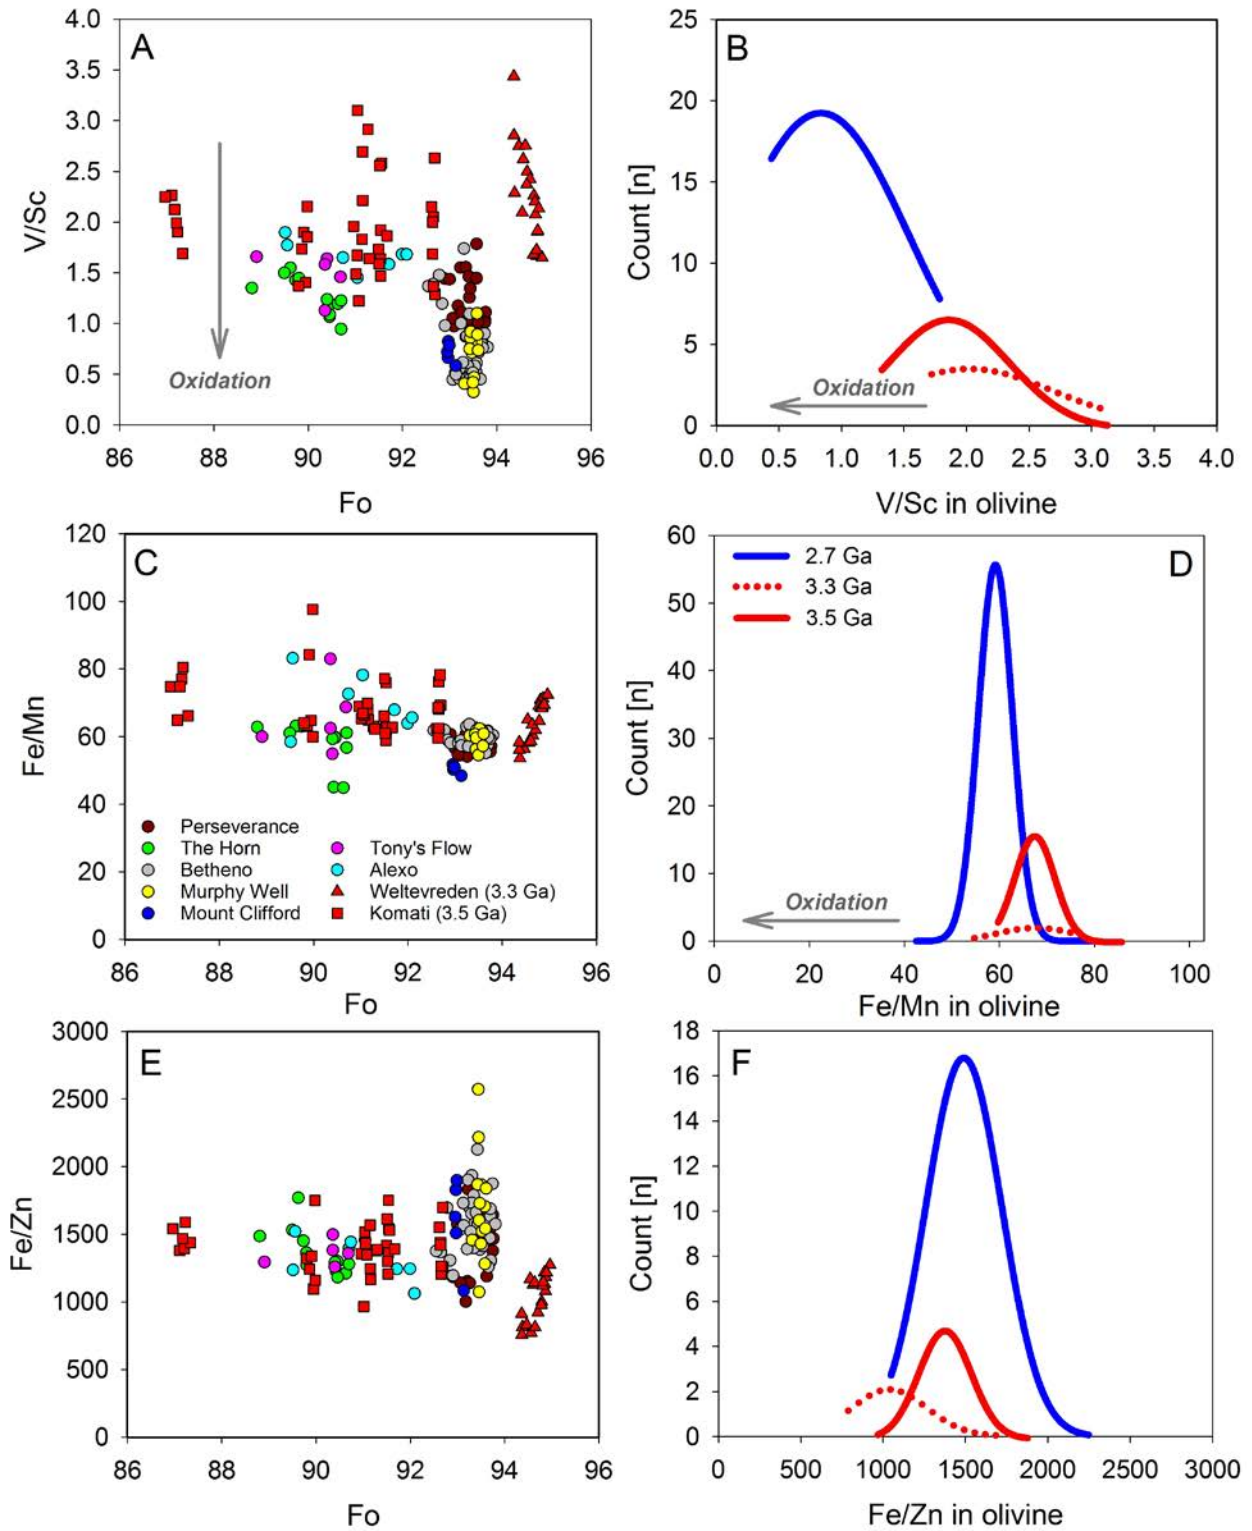 A
4.0
3.5
3.0
2.5
2.0
1.5
1.0
0.5
0.0
V/Sc
Oxidation
86 88 90 92 94 96
Fo
B
25
20
15
10
5
0
Count [n]
Oxidation
0.0 0.5 1.0 1.5 2.0 2.5 3.0 3.5 4.0
V/Sc in olivine
C
120
100
80
60
40
20
0
Fe/Mn
Perseverance
The Horn
Betheno
Murphy Well
Mount Clifford
Tony's Flow
Alexo
Weltevreden (3.3 Ga)
Komati (3.5 Ga)
86 88 90 92 94 96
Fo
D
60
50
40
30
20
10
0
Count [n]
2.7 Ga
3.3 Ga
3.5 Ga
Oxidation
0 20 40 60 80 100
Fe/Mn in olivine
E
3000
2500
2000
1500
1000
500
0
Fe/Zn
86 88 90 92 94 96
Fo
F
18
16
14
12
10
8
6
4
2
0
Count [n]
0 500 1000 1500 2000 2500 3000
Fe/Zn in olivine